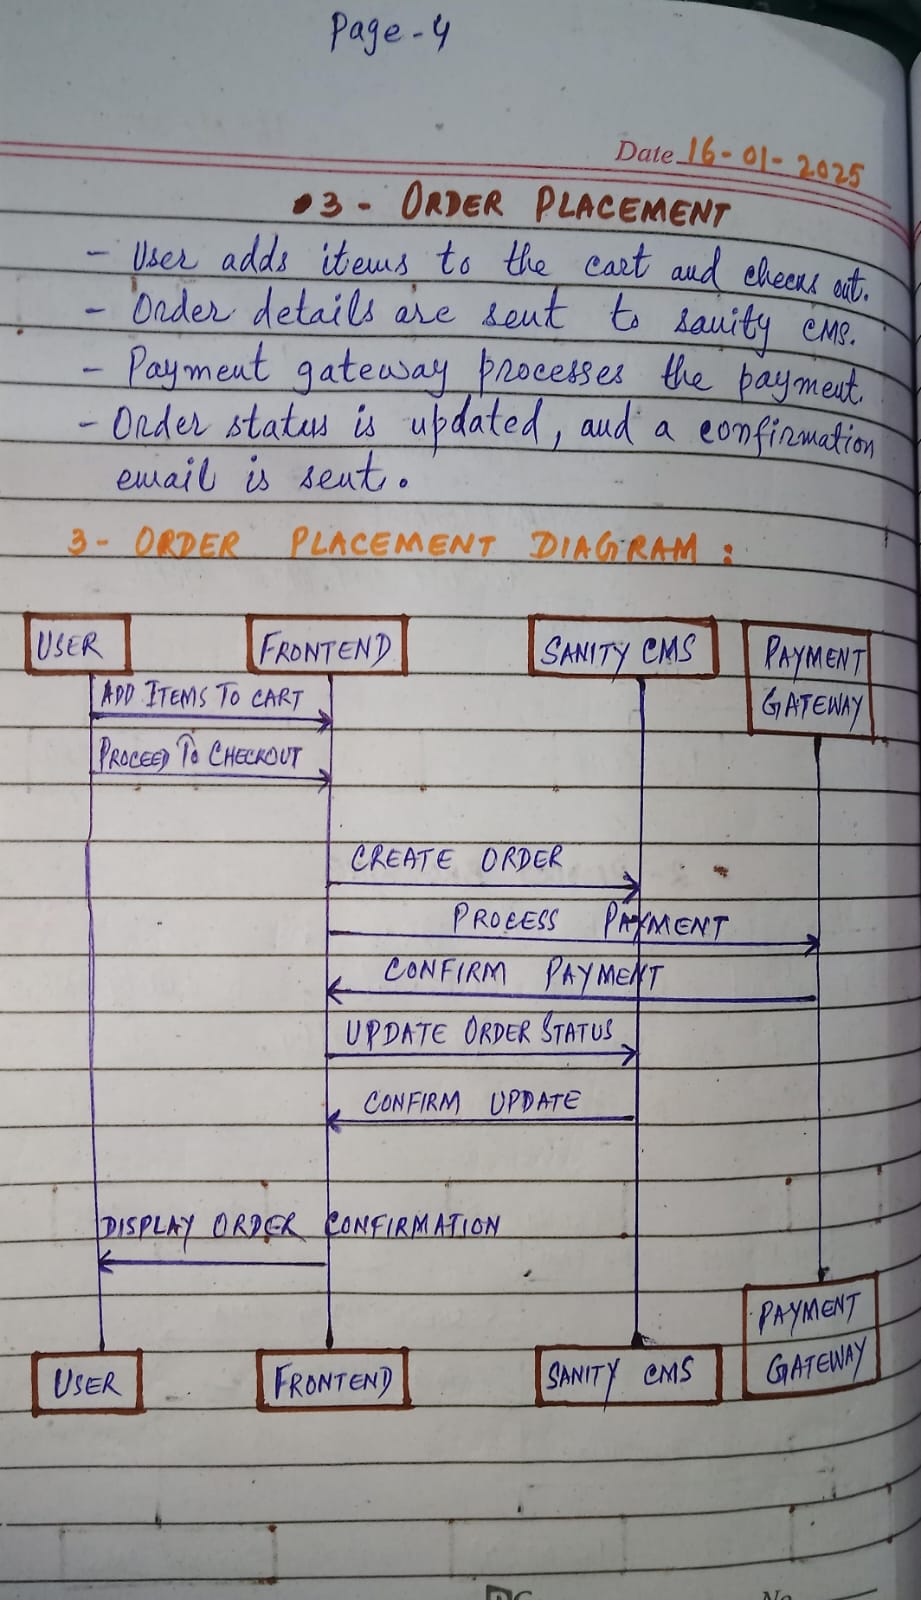 Page-4
Date 16-01-2025
•3- ORDER PLACEMENT
- User adds items to the cart and checks out.
- Order details are sent to sanity CMS.
- Payment gateway processes the payment.
- Order status is updated, and a confirmation
email is sent.
3- ORDER PLACEMENT DIAGRAM:
USER FRONTEND SANITY CMS PAYMENT
GATEWAY
ADD ITEMS TO CART
PROCEED TO CHECKOUT
CREATE ORDER
PROCESS PAYMENT
CONFIRM PAYMENT
UPDATE ORDER STATUS
CONFIRM UPDATE
DISPLAY ORDER CONFIRMATION
USER FRONTEND SANITY CMS PAYMENT
GATEWAY
No